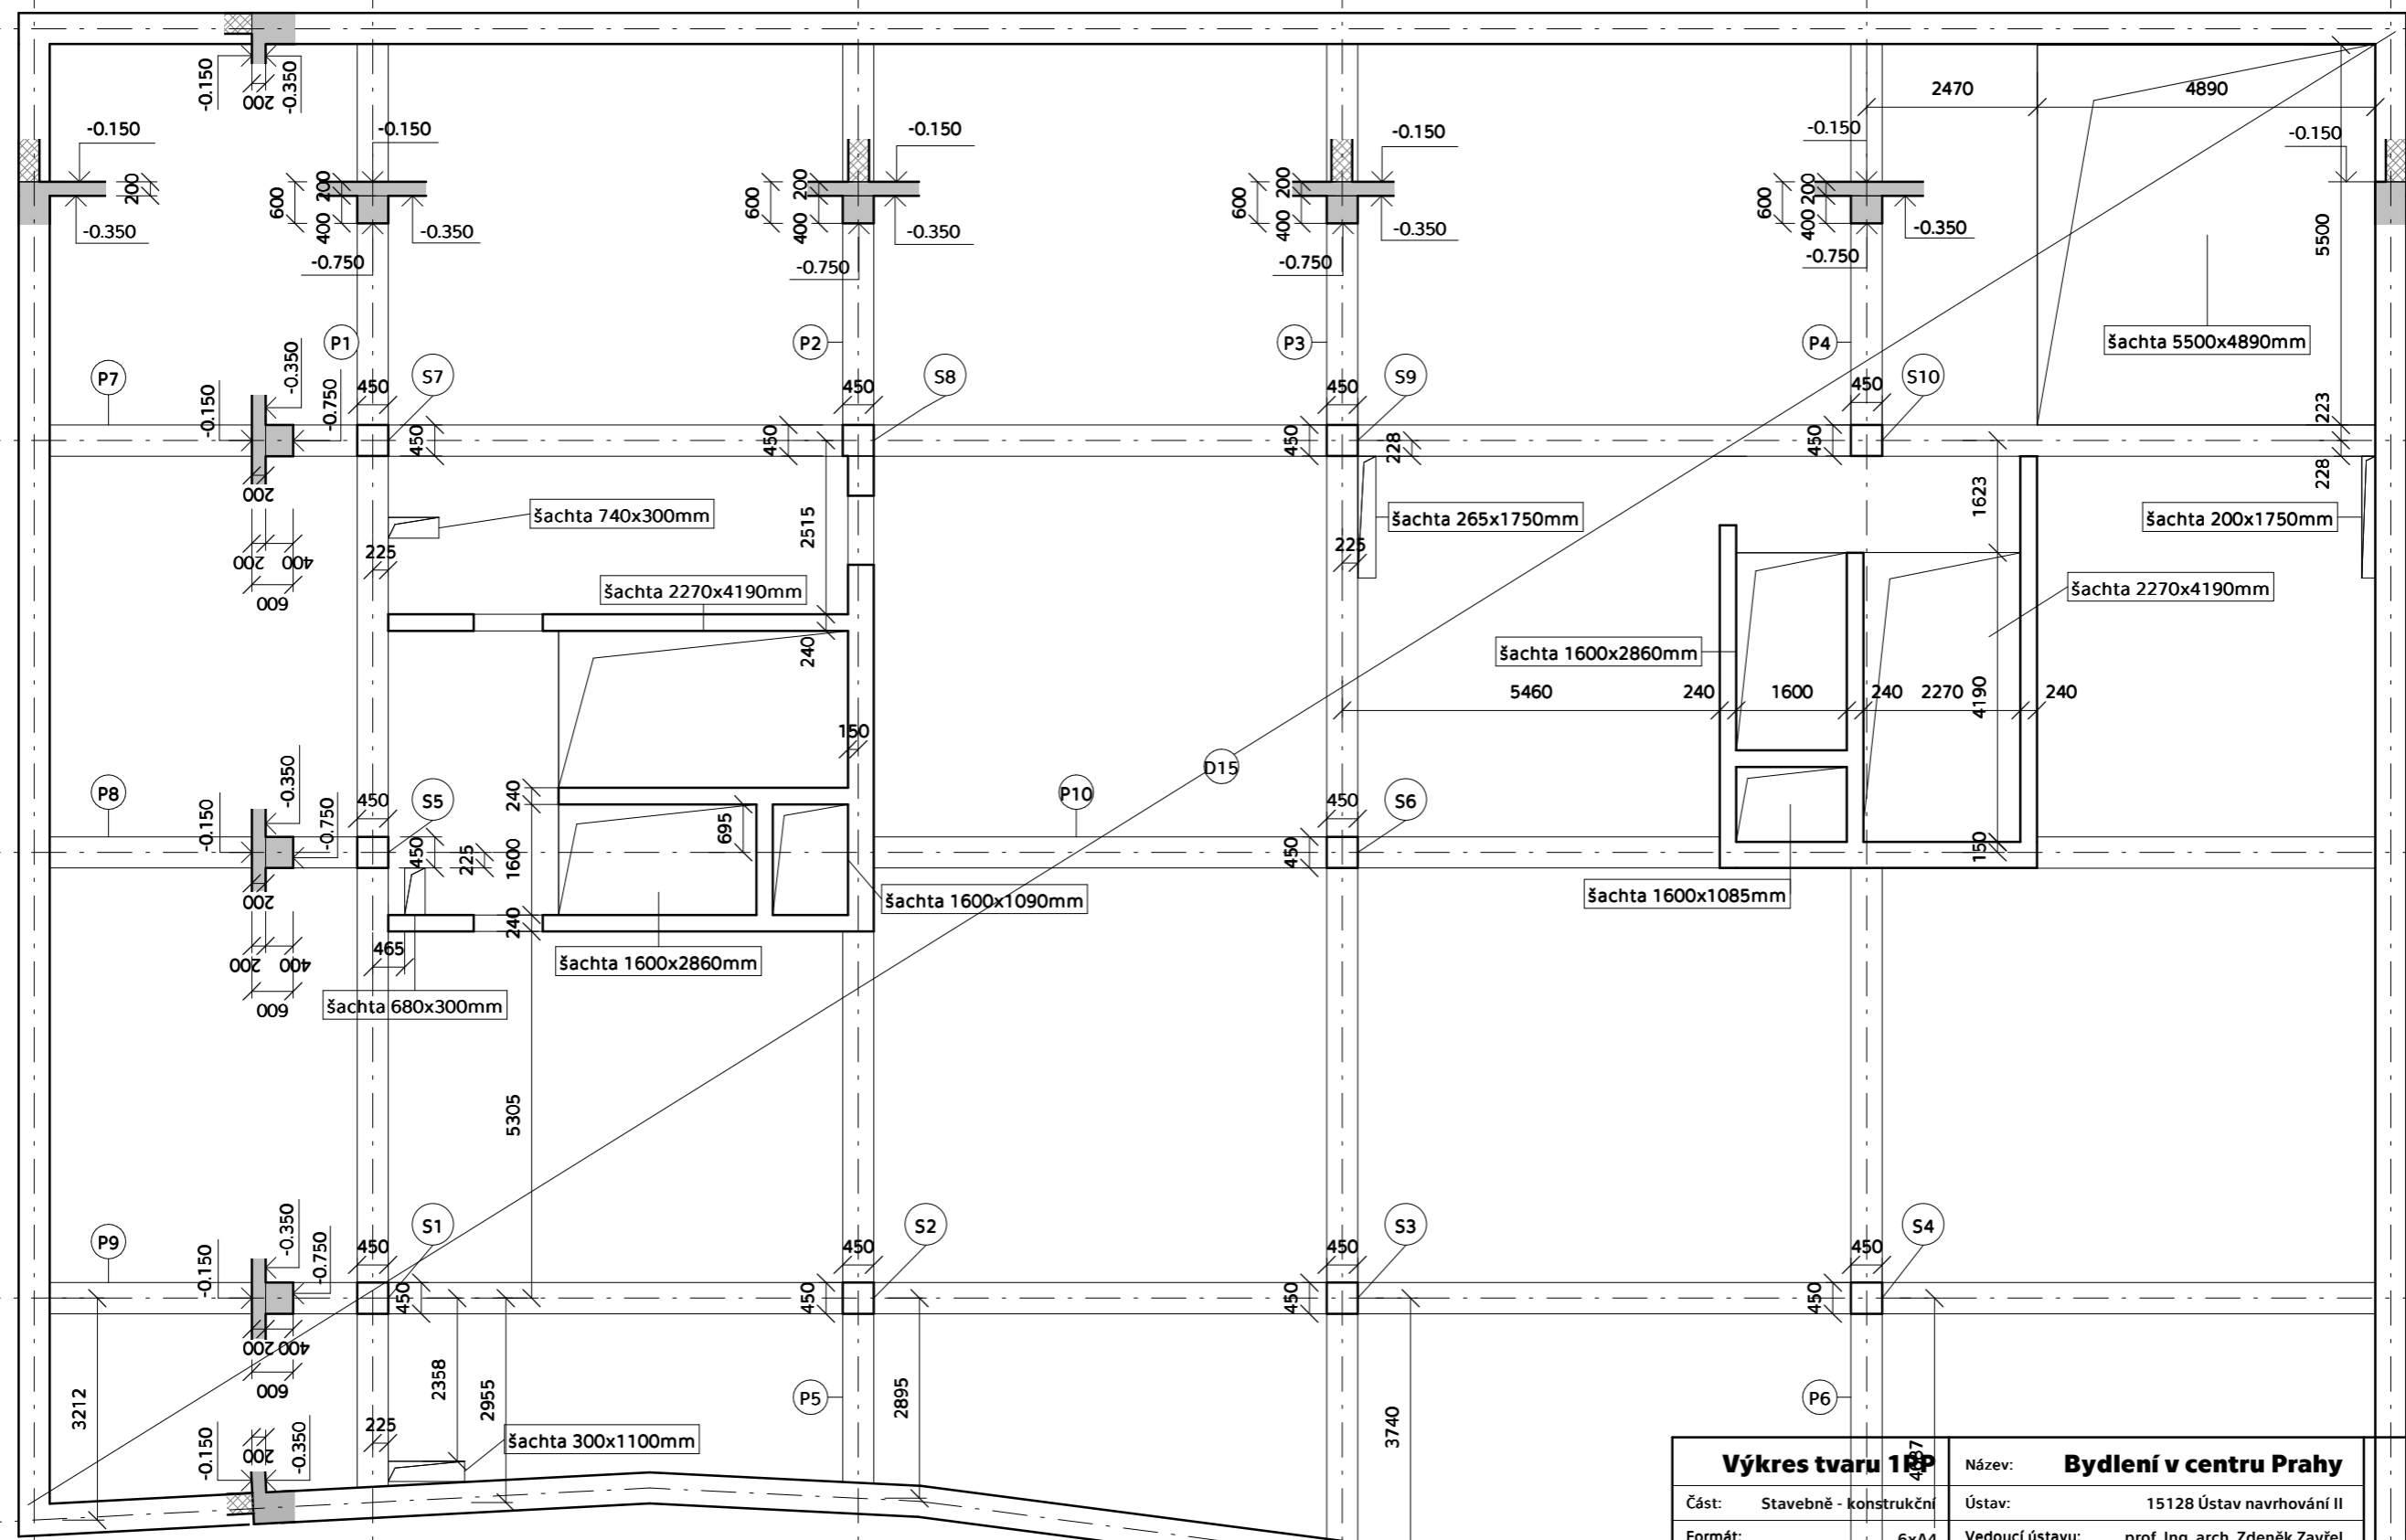 -0.150
200
-0.350
2470
4890
-0.150
-0.150
-0.150
-0.150
-0.150
-0.150
200
600
200
400
600
200
400
600
200
400
600
200
400
5500
-0.350
-0.350
-0.350
-0.350
-0.350
-0.750
-0.750
-0.750
-0.750
P1
P2
P3
P4
šachta 5500x4890mm
P7
-0.150
-0.350
-0.750
450
S7
450
S8
450
S9
450
S10
223
450
450
450
228
450
228
200
200
400
600
šachta 740x300mm
2515
225
šachta 265x1750mm
225
1623
šachta 200x1750mm
šachta 2270x4190mm
šachta 2270x4190mm
240
šachta 1600x2860mm
5460
240
1600
240
2270
4190
240
150
D15
P8
-0.150
-0.350
-0.750
450
S5
240
P10
450
S6
695
450
225
1600
450
150
200
200
400
600
240
šachta 1600x1090mm
šachta 1600x1085mm
465
šachta 1600x2860mm
šachta 680x300mm
5305
P9
-0.150
-0.350
-0.750
450
S1
450
S2
450
S3
450
S4
450
450
450
450
200
400
600
3212
2358
2955
P5
2895
3740
P6
225
šachta 300x1100mm
-0.150
200
-0.350
Výkres tvaru 1PP
Název: Bydlení v centru Prahy
Část: Stavebně - konstrukční
Ústav: 15128 Ústav navrhování II
Formát: 6xA4
Vedoucí ústavu: prof. Ing. arch. Zdeněk Zavřel